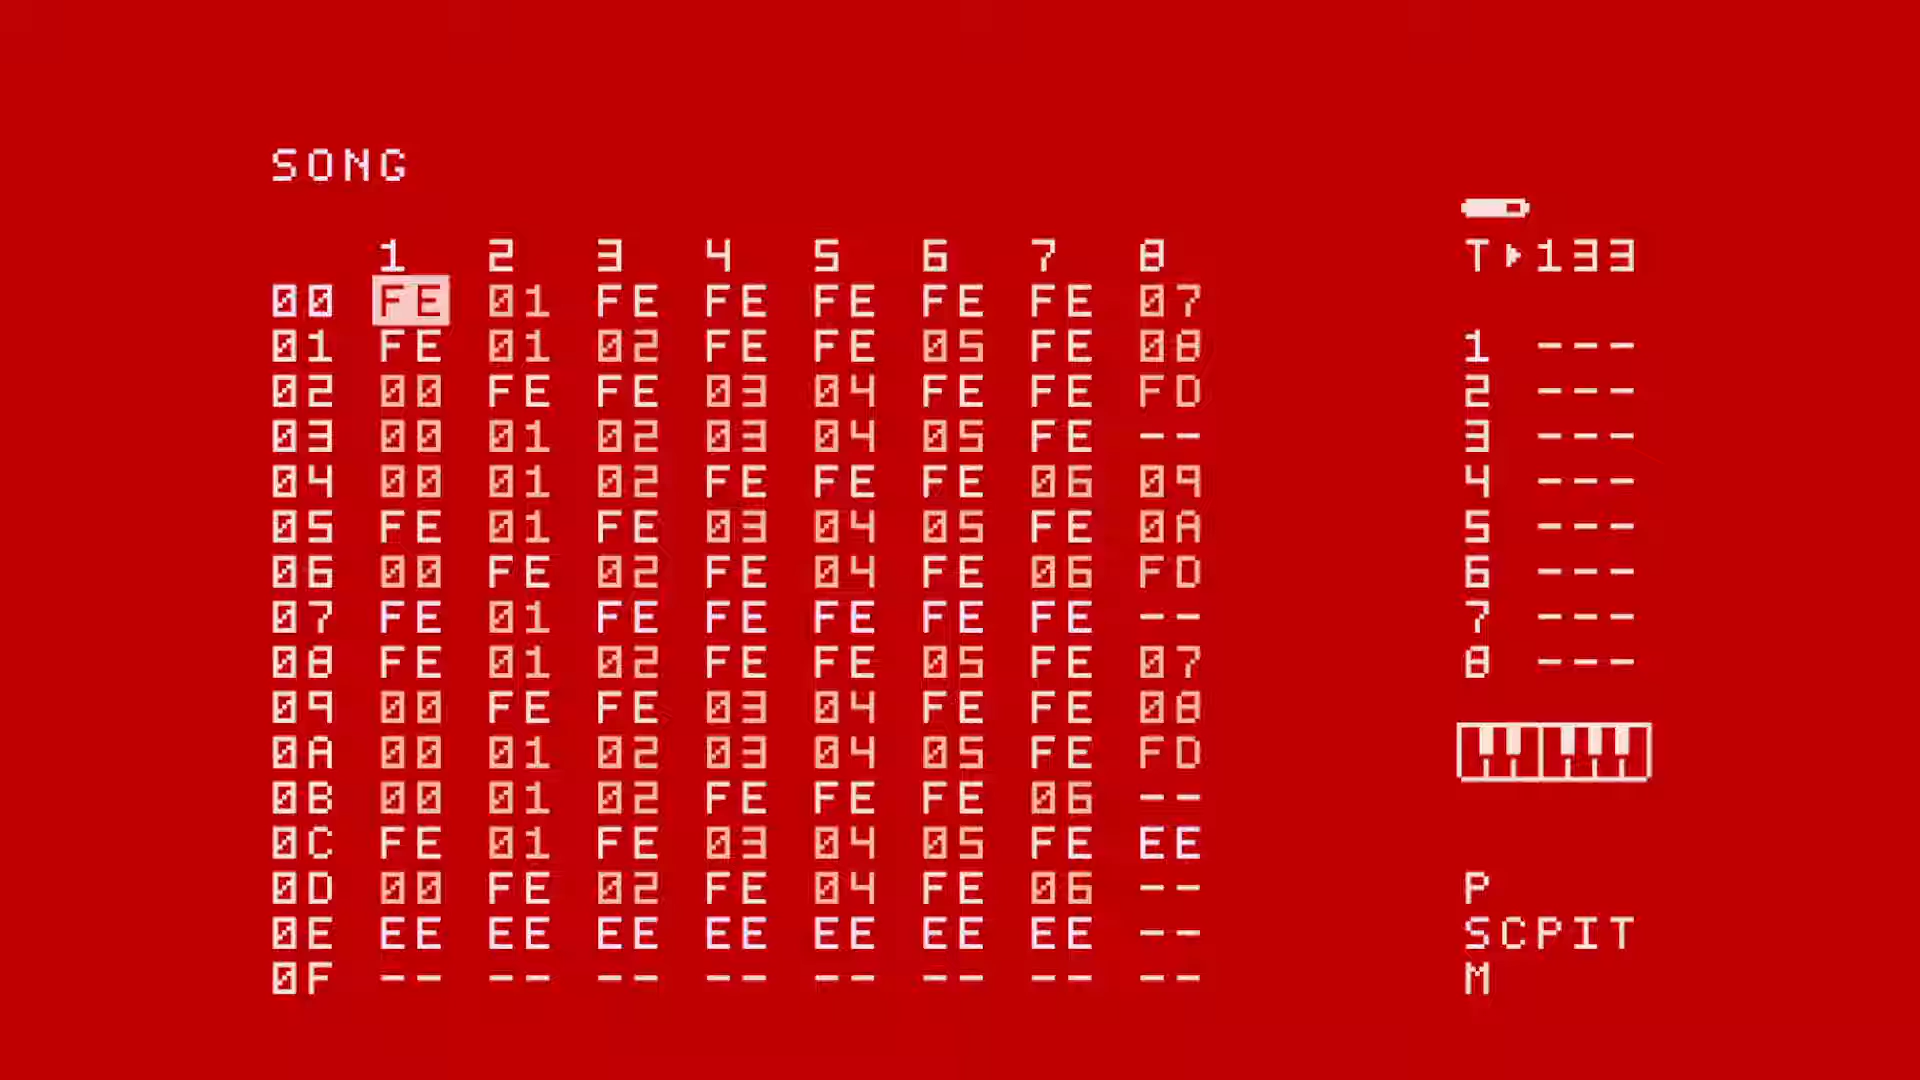 SONG
1 2 3 4 5 6 7 8 T 133
00 FE 01 FE FE FE FE FE 07
01 FE 01 02 FE FE 05 FE 08 1 ---
02 00 FE FE 03 04 FE FE FD 2 ---
03 00 01 02 03 04 05 FE -- 3 ---
04 00 01 02 FE FE FE 06 09 4 ---
05 FE 01 FE 03 04 05 FE 0A 5 ---
06 00 FE 02 FE 04 FE 06 FD 6 ---
07 FE 01 FE FE FE FE FE -- 7 ---
08 FE 01 02 FE FE 05 FE 07 8 ---
09 00 FE FE 03 04 FE FE 08
0A 00 01 02 03 04 05 FE FD
0B 00 01 02 FE FE FE 06 --
0C FE 01 FE 03 04 05 FE EE
0D 00 FE 02 FE 04 FE 06 -- P
0E EE EE EE EE EE EE EE -- SCPIT
0F -- -- -- -- -- -- -- -- M